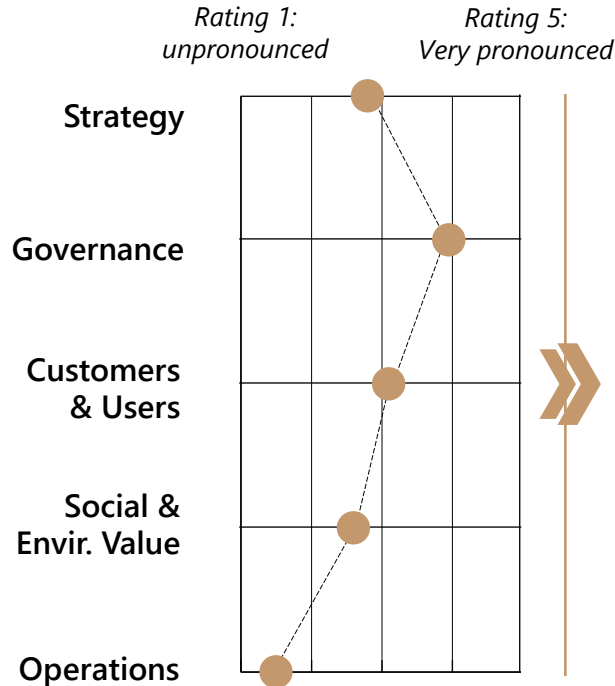 Rating 1:
unpronounced
Rating 5:
Very pronounced
Strategy
Governance
Customers
& Users
Social &
Envir. Value
Operations